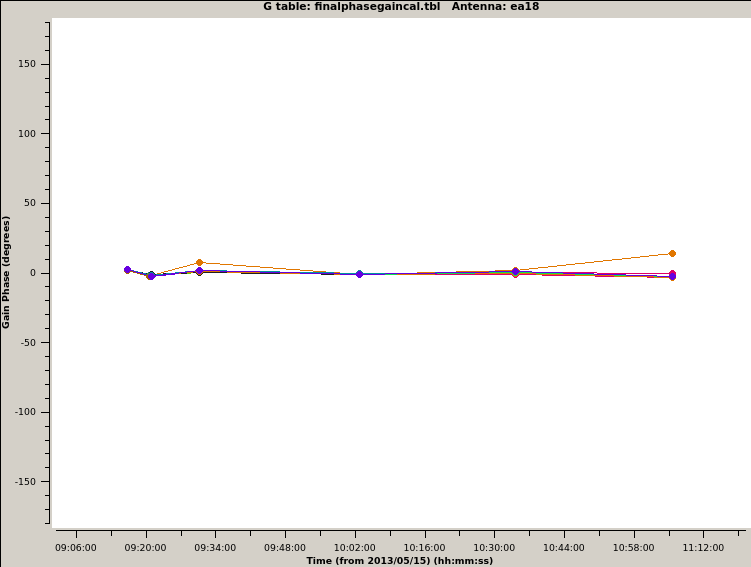 G table: finalphasegaincal.tbl   Antenna: ea18
150
100
50
0
-50
-100
-150
Gain Phase (degrees)
09:06:00 09:20:00 09:34:00 09:48:00 10:02:00 10:16:00 10:30:00 10:44:00 10:58:00 11:12:00
Time (from 2013/05/15) (hh:mm:ss)